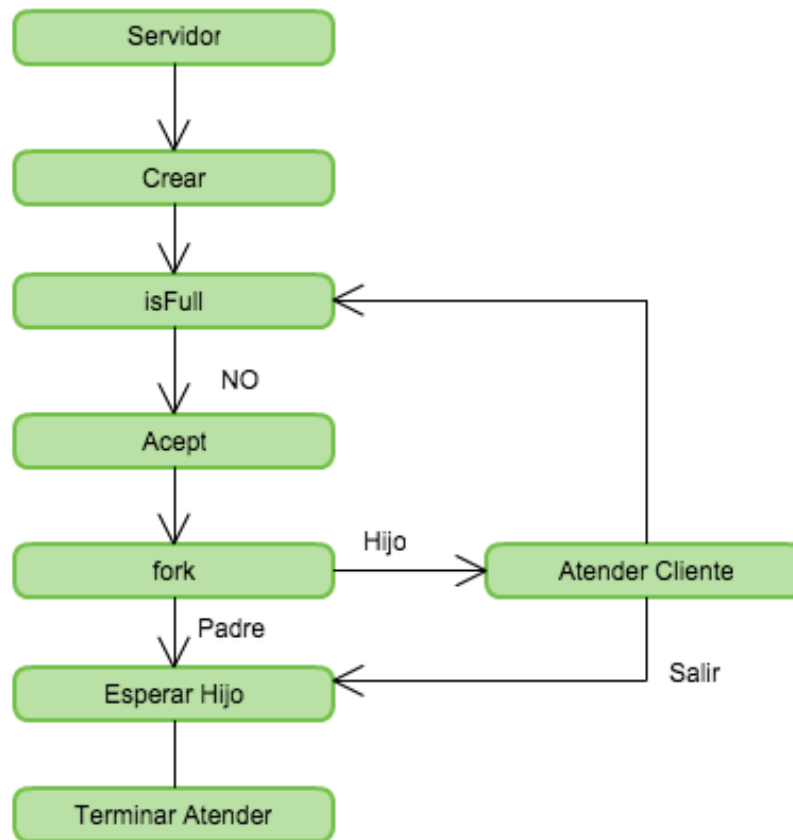 Servidor
Crear
isFull
NO
Acept
fork
Hijo
Atender Cliente
Padre
Esperar Hijo
Salir
Terminar Atender